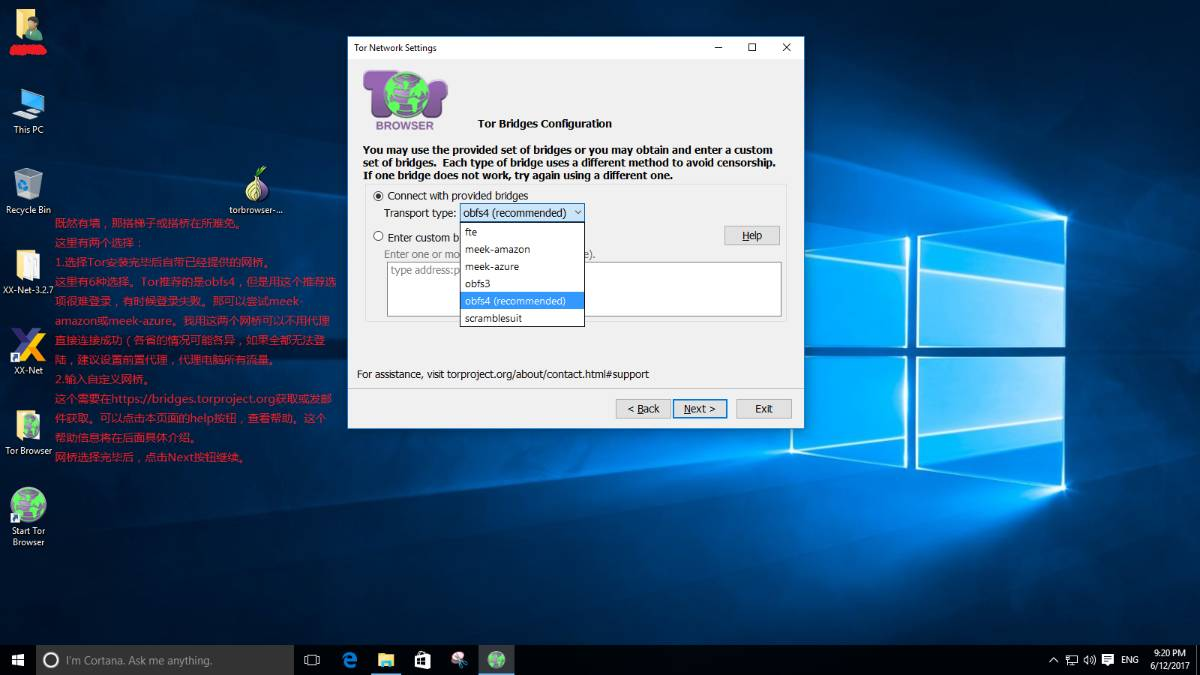 Tor Network Settings
Tor
BROWSER
Tor Bridges Configuration
You may use the provided set of bridges or you may obtain and enter a custom
set of bridges. Each type of bridge uses a different method to avoid censorship.
If one bridge does not work, try again using a different one.
Connect with provided bridges
Transport type: obfs4 (recommended)
fte
meek-amazon
meek-azure
obfs3
obfs4 (recommended)
scramblesuit
Enter custom b
Help
Enter one or mo
e).
type address:p
For assistance, visit torproject.org/about/contact.html#support
< Back
Next >
Exit
This PC
Recycle Bin
torbrowser-...
XX-Net-3.2.7
XX-Net
Tor Browser
Start Tor
Browser
既然有墙，那搭梯子或搭桥在所难免。
这里有两个选择：
1.选择Tor安装完毕后自带已经提供的网桥。
这里有6种选择。Tor推荐的是obfs4，但是用这个推荐选
项很难登录，有时候登录失败。那可以尝试meek-
amazon或meek-azure。我用这两个网桥可以不用代理
直接连接成功（各省的情况可能各异，如果全都无法登
陆，建议设置前置代理，代理电脑所有流量。
2.输入自定义网桥。
这个需要在https://bridges.torproject.org获取或发邮
件获取。可以点击本页面的help按钮，查看帮助。这个
帮助信息将在后面具体介绍。
网桥选择完毕后，点击Next按钮继续。
I'm Cortana. Ask me anything.
ENG
9:20 PM
6/12/2017